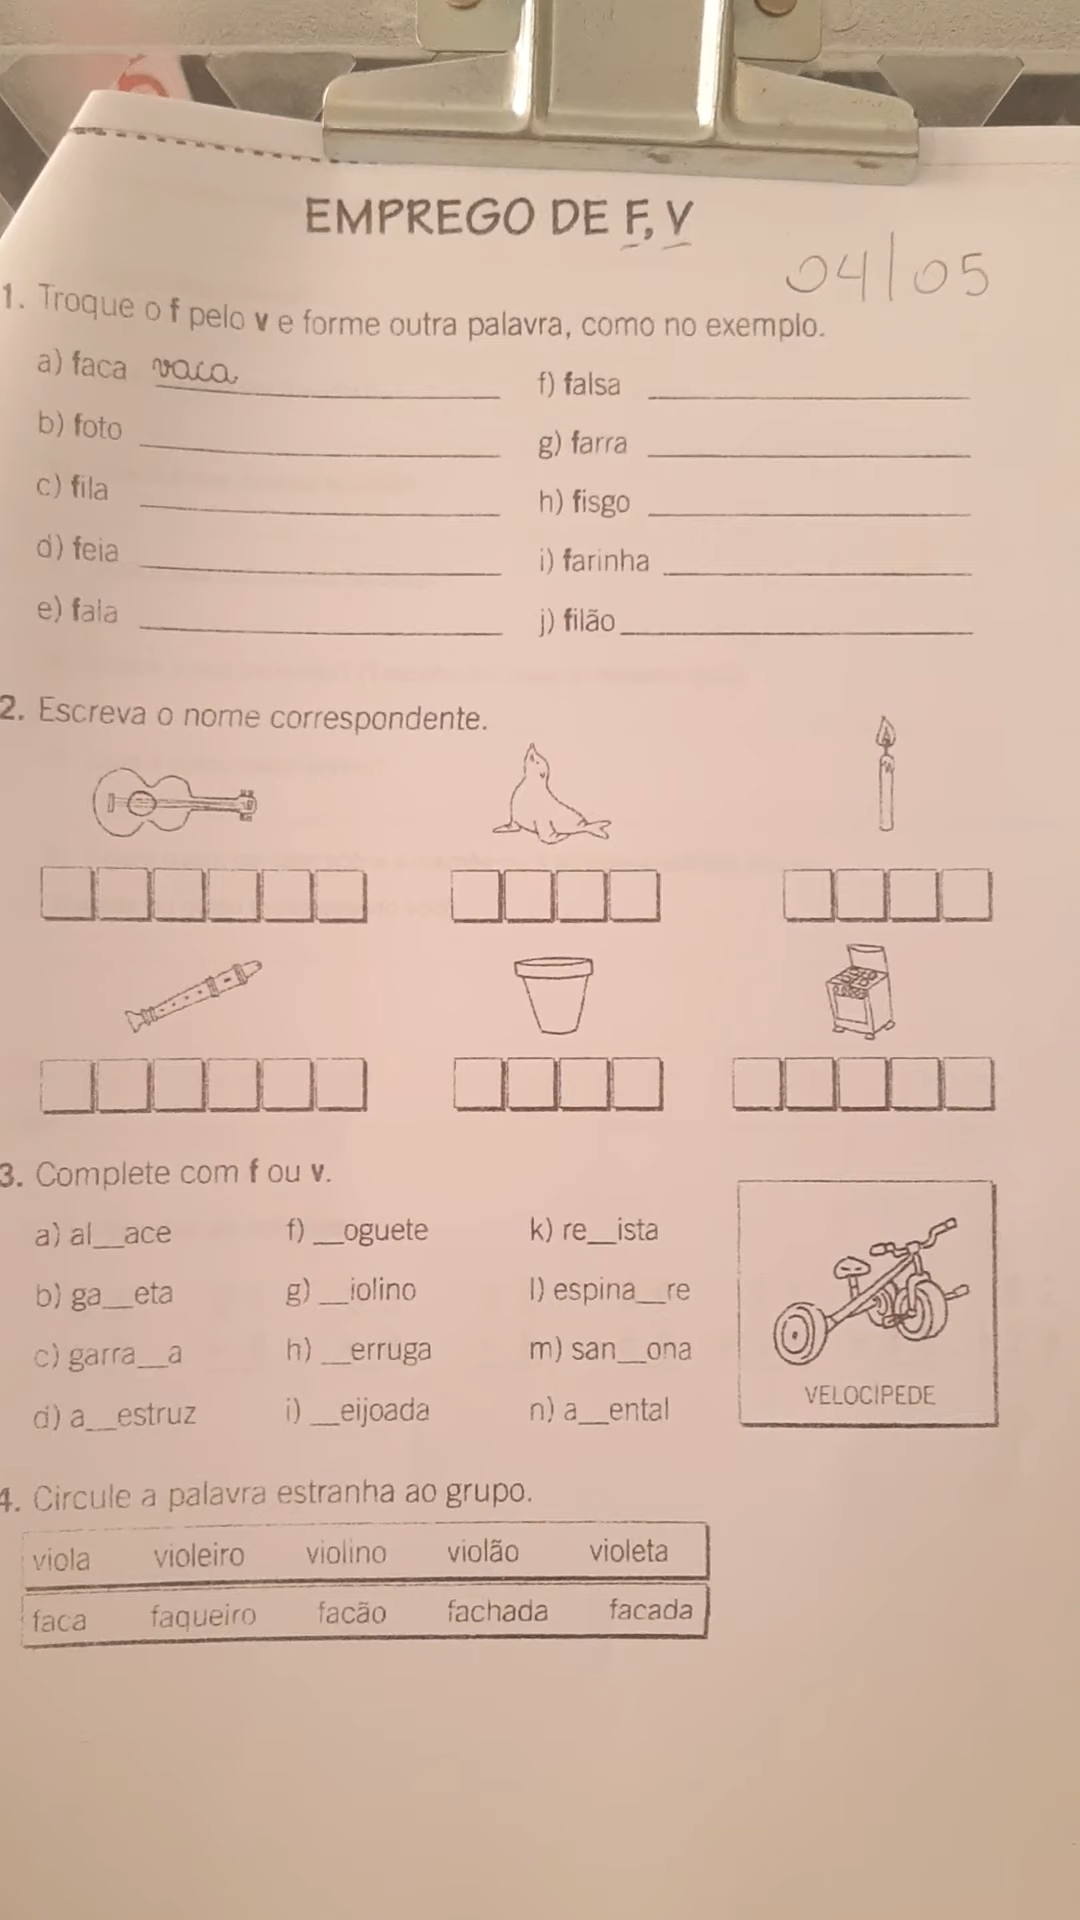 EMPREGO DE F, V
04/05
1. Troque o f pelo v e forme outra palavra, como no exemplo.
a) faca vaca
f) falsa
b) foto
g) farra
c) fila
h) fisgo
d) feia
i) farinha
e) fala
j) filão
2. Escreva o nome correspondente.
3. Complete com f ou v.
a) al__ace f) __oguete k) re__ista
b) ga__eta g) __iolino l) espina__re
c) garra__a h) __erruga m) san__ona
d) a__estruz i) __eijoada n) a__ental
VELOCÍPEDE
4. Circule a palavra estranha ao grupo.
viola violeiro violino violão violeta
faca faqueiro facão fachada facada